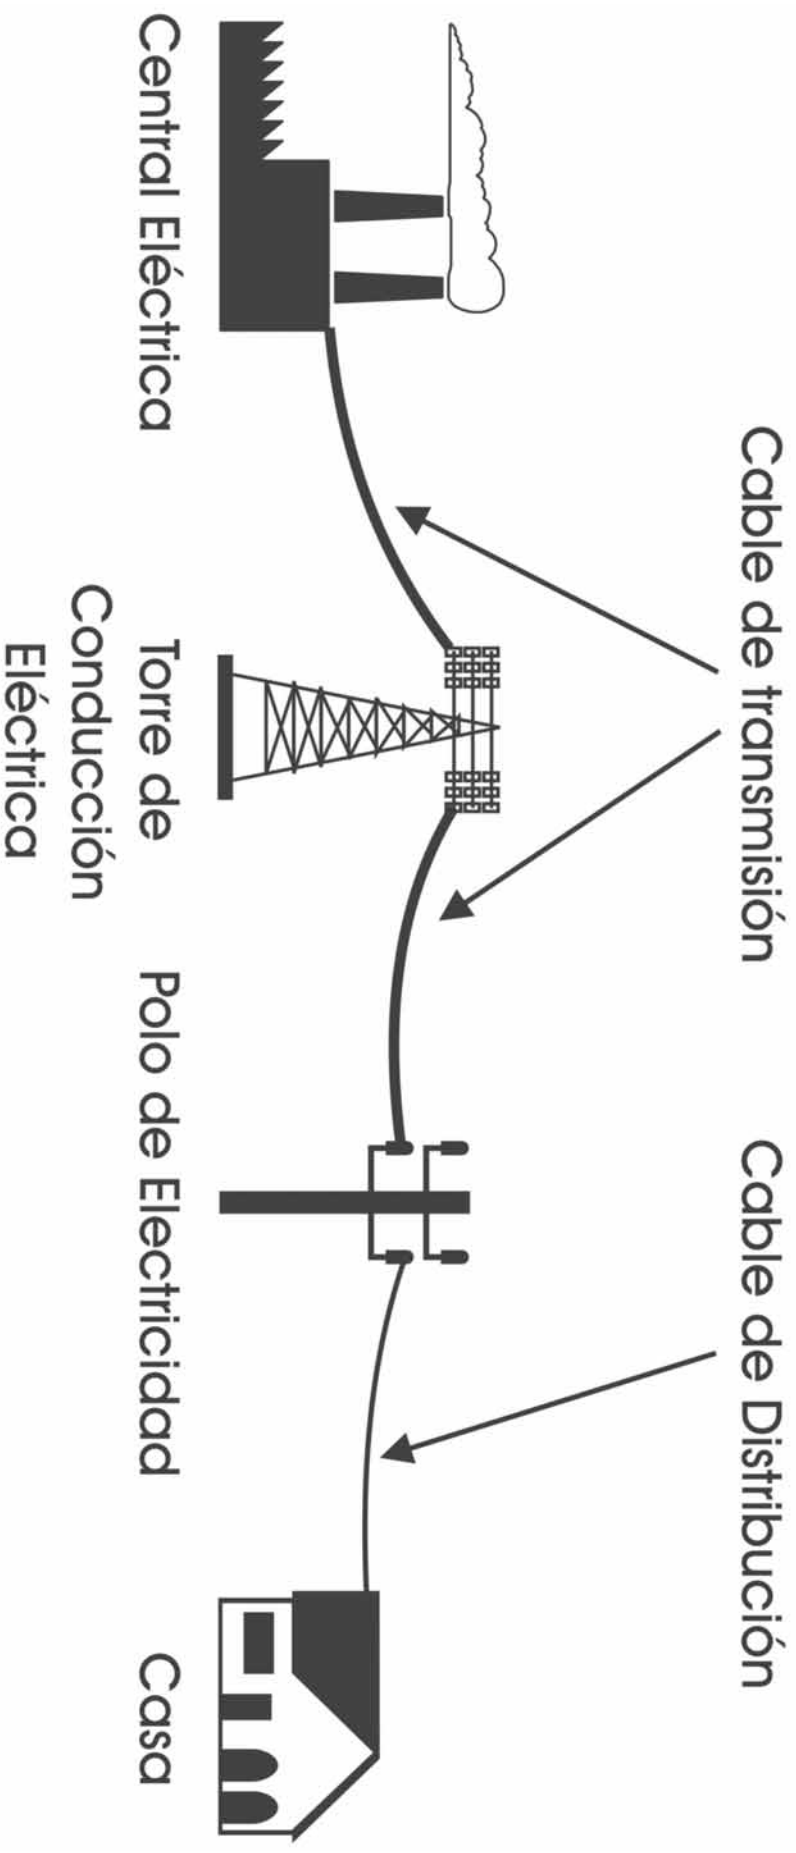 Cable de transmisión
Cable de Distribución
Central Eléctrica
Torre de
Conducción
Eléctrica
Polo de Electricidad
Casa